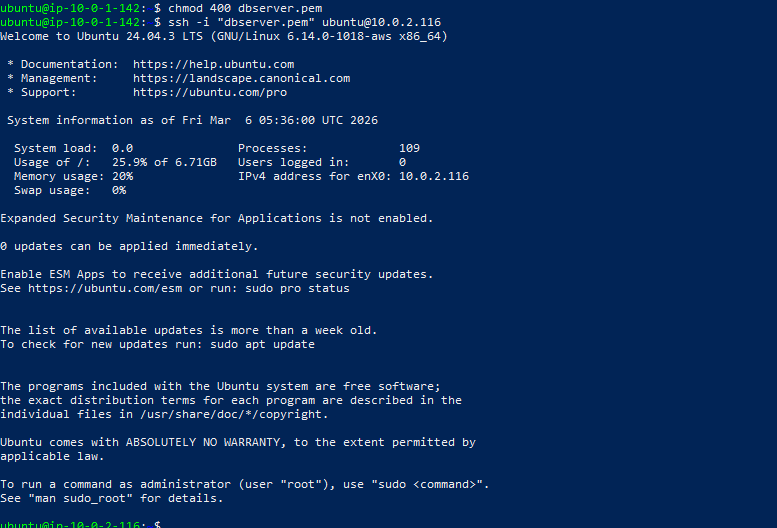 ubuntu@ip-10-0-1-142:~$ chmod 400 dbserver.pem
ubuntu@ip-10-0-1-142:~$ ssh -i "dbserver.pem" ubuntu@10.0.2.116
Welcome to Ubuntu 24.04.3 LTS (GNU/Linux 6.14.0-1018-aws x86_64)
* Documentation:  https://help.ubuntu.com
* Management:     https://landscape.canonical.com
* Support:        https://ubuntu.com/pro
System information as of Fri Mar  6 05:36:00 UTC 2026
System load:  0.0               Processes:             109
Usage of /:   25.9% of 6.71GB   Users logged in:       0
Memory usage: 20%               IPv4 address for enX0: 10.0.2.116
Swap usage:   0%
Expanded Security Maintenance for Applications is not enabled.
0 updates can be applied immediately.
Enable ESM Apps to receive additional future security updates.
See https://ubuntu.com/esm or run: sudo pro status
The list of available updates is more than a week old.
To check for new updates run: sudo apt update
The programs included with the Ubuntu system are free software;
the exact distribution terms for each program are described in the
individual files in /usr/share/doc/*/copyright.
Ubuntu comes with ABSOLUTELY NO WARRANTY, to the extent permitted by
applicable law.
To run a command as administrator (user "root"), use "sudo <command>".
See "man sudo_root" for details.
ubuntu@ip-10-0-2-116:~$